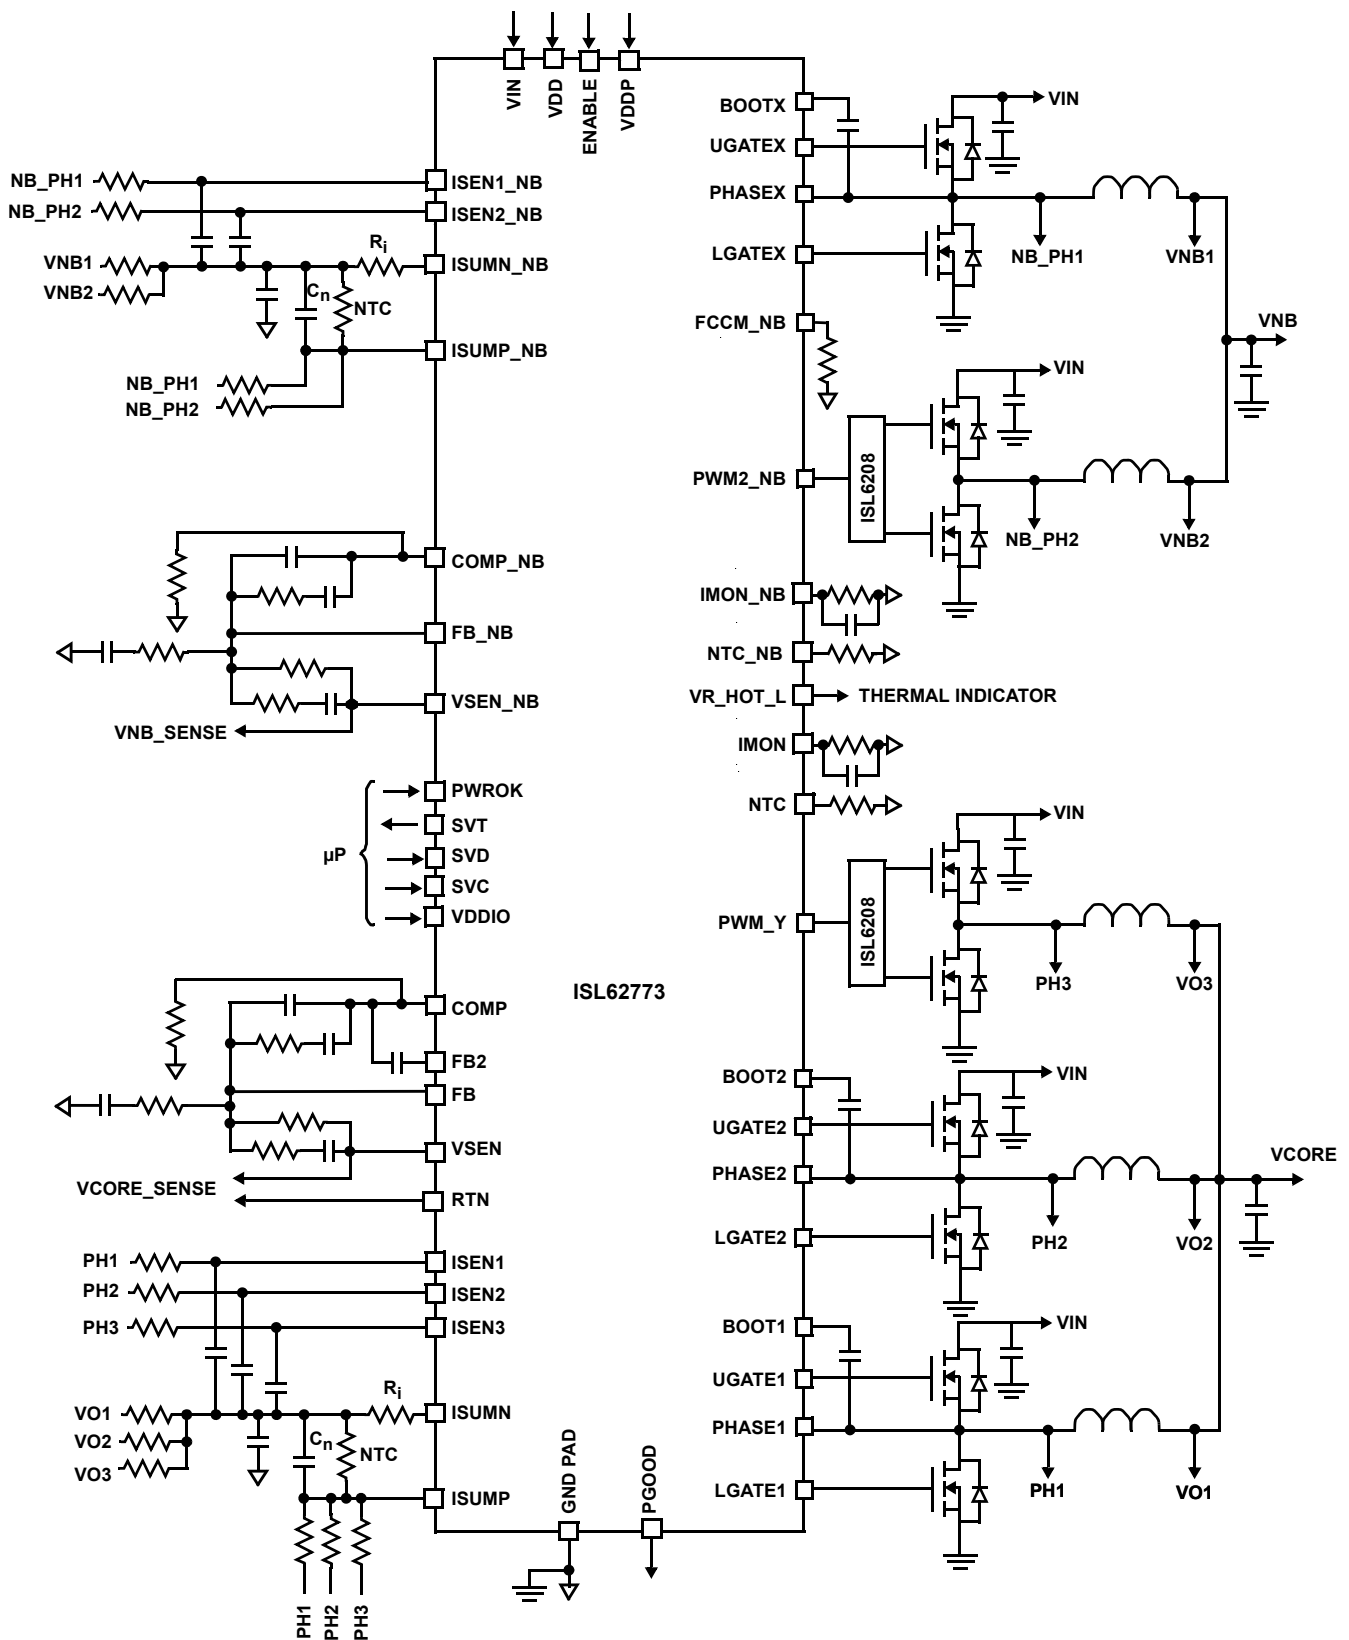 VIN
VDD
ENABLE
VDDP
NB_PH1
NB_PH2
VNB1
VNB2
Ri
Cn
NTC
NB_PH1
NB_PH2
ISEN1_NB
ISEN2_NB
ISUMN_NB
ISUMP_NB
COMP_NB
FB_NB
VSEN_NB
VNB_SENSE
µP
PWROK
SVT
SVD
SVC
VDDIO
ISL62773
COMP
FB2
FB
VSEN
VCORE_SENSE
RTN
PH1
PH2
PH3
ISEN1
ISEN2
ISEN3
VO1
VO2
VO3
Ri
Cn
NTC
ISUMN
ISUMP
PH1
PH2
PH3
GND PAD
PGOOD
BOOTX
UGATEX
PHASEX
LGATEX
FCCM_NB
VIN
NB_PH1
VNB1
VNB
PWM2_NB
ISL6208
VIN
NB_PH2
VNB2
IMON_NB
NTC_NB
VR_HOT_L
THERMAL INDICATOR
IMON
NTC
PWM_Y
ISL6208
VIN
PH3
VO3
BOOT2
UGATE2
PHASE2
LGATE2
VIN
PH2
VO2
VCORE
BOOT1
UGATE1
PHASE1
LGATE1
VIN
PH1
VO1